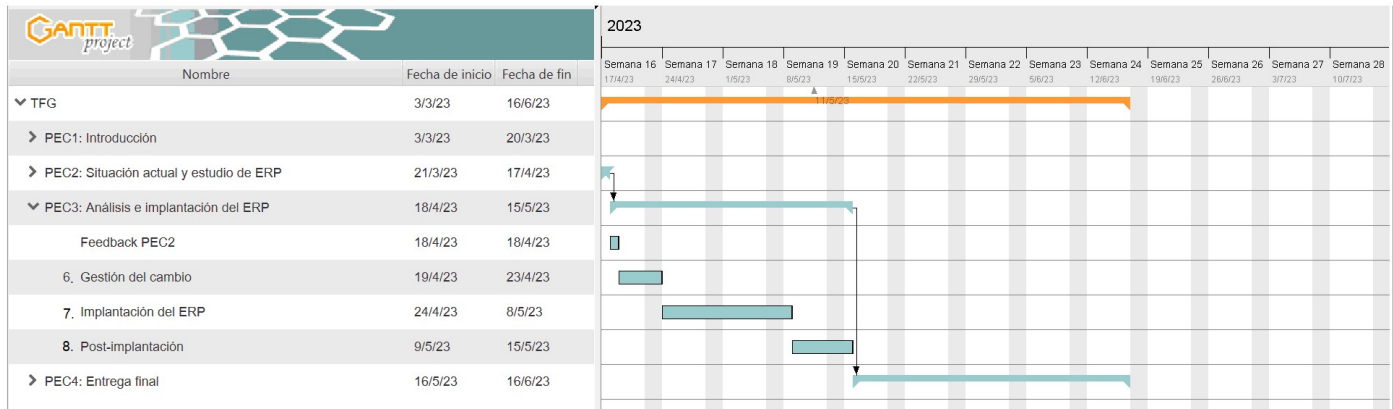 GANTT
project
2023
Semana 16 Semana 17 Semana 18 Semana 19 Semana 20 Semana 21 Semana 22 Semana 23 Semana 24 Semana 25 Semana 26 Semana 27 Semana 28
Nombre Fecha de inicio Fecha de fin
17/4/23 24/4/23 1/5/23 8/5/23 15/5/23 22/5/23 29/5/23 5/6/23 12/6/23 19/6/23 26/6/23 3/7/23 10/7/23
TFG 3/3/23 16/6/23
11/5/23
PEC1: Introducción 3/3/23 20/3/23
PEC2: Situación actual y estudio de ERP 21/3/23 17/4/23
PEC3: Análisis e implantación del ERP 18/4/23 15/5/23
Feedback PEC2 18/4/23 18/4/23
6. Gestión del cambio 19/4/23 23/4/23
7. Implantación del ERP 24/4/23 8/5/23
8. Post-implantación 9/5/23 15/5/23
PEC4: Entrega final 16/5/23 16/6/23